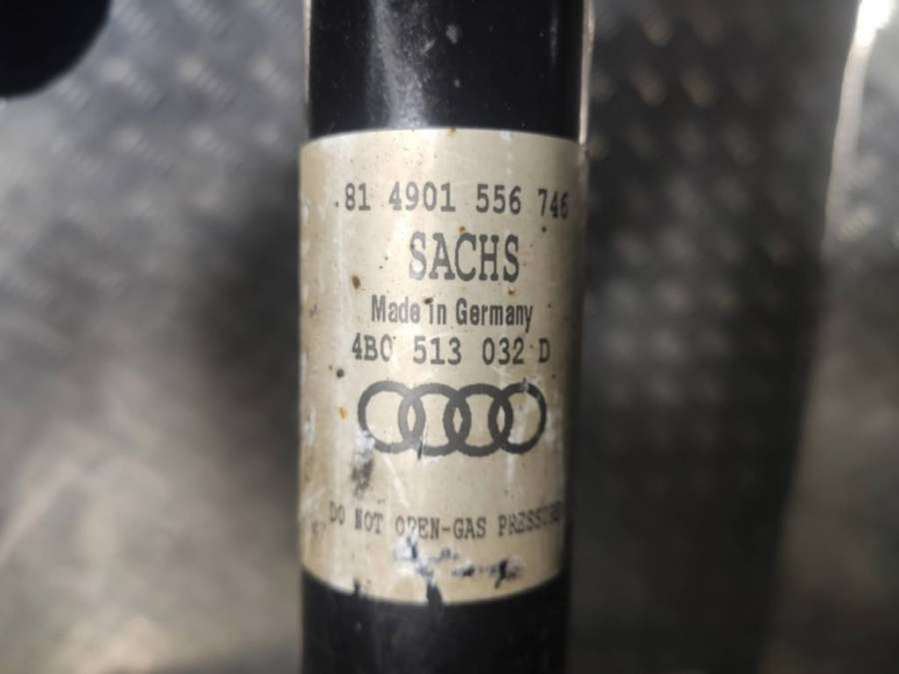 .81 4901 556 746
SACHS
Made in Germany
4B0 513 032 D
DO NOT OPEN-GAS PRESSURE